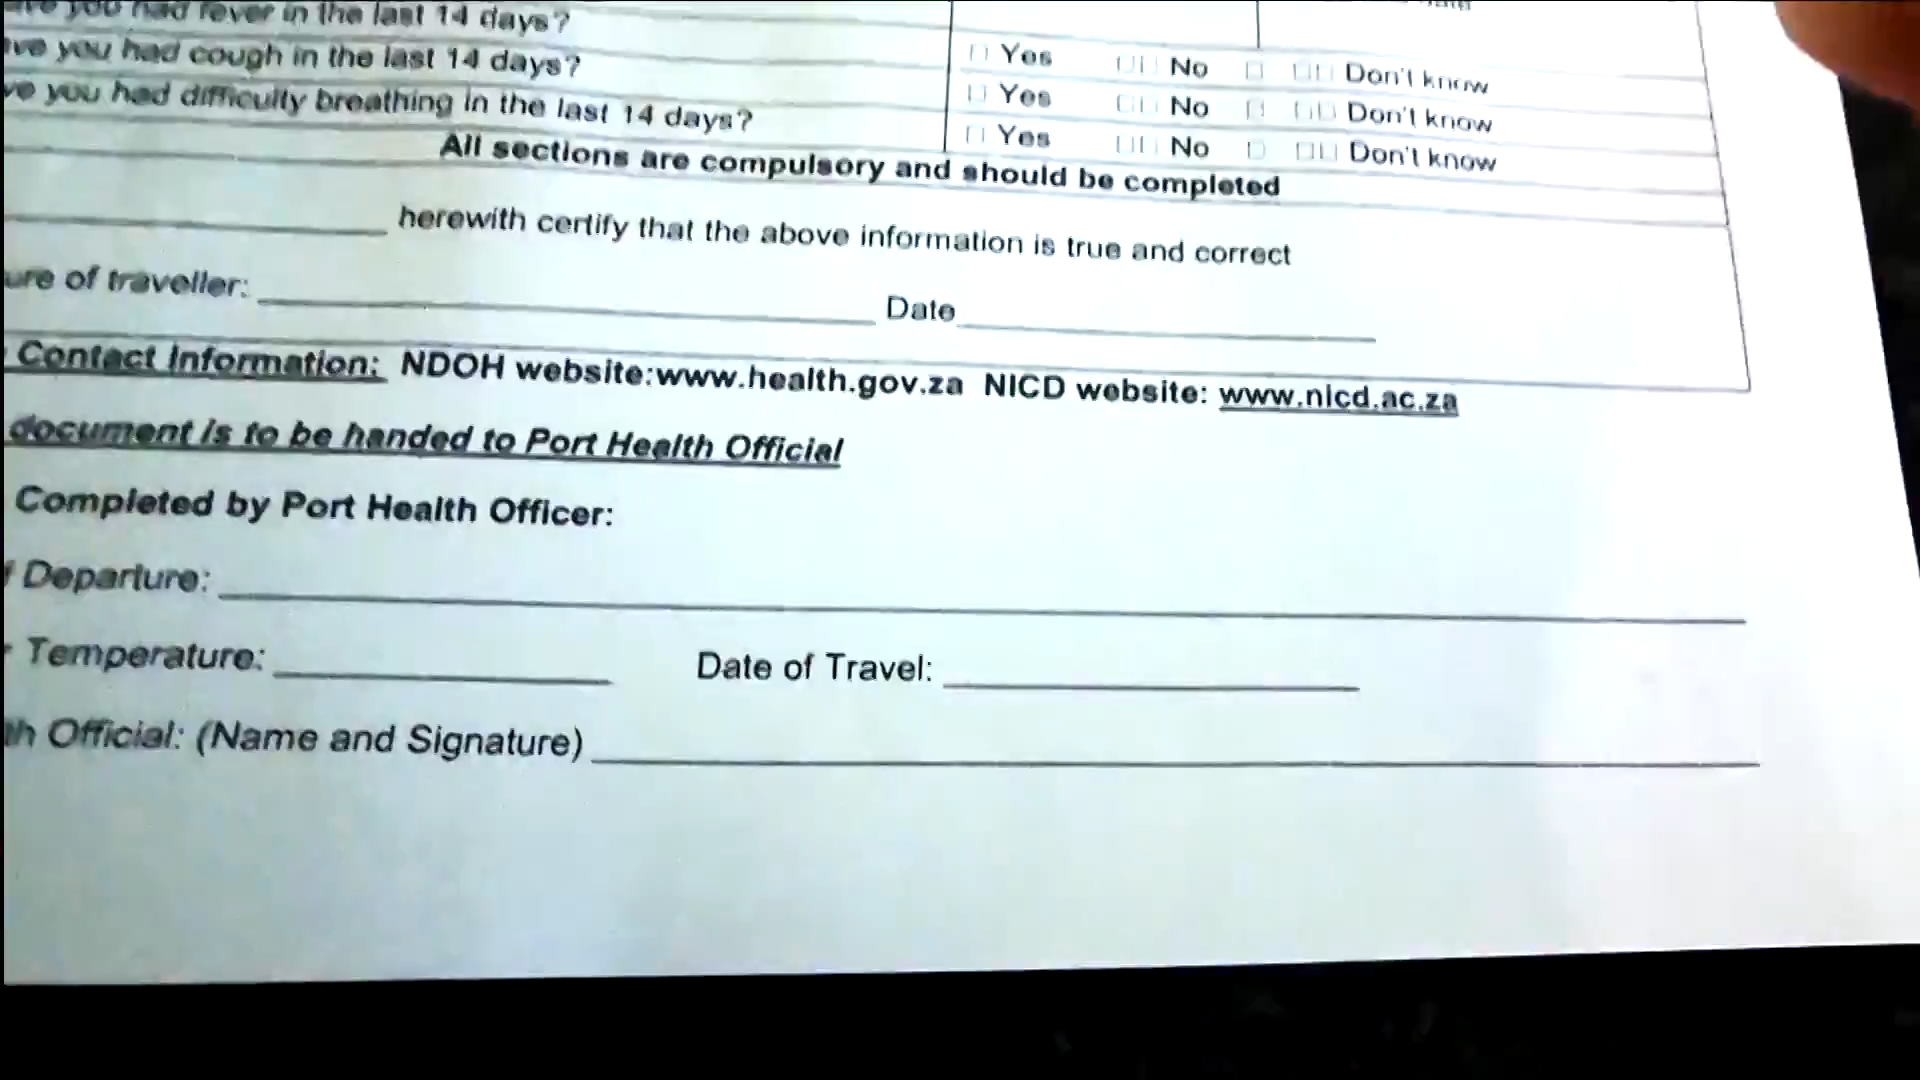 you had fever in the last 14 days?
ve you had cough in the last 14 days? Yes No Don't know
ve you had difficulty breathing in the last 14 days? Yes No Don't know
Yes No Don't know
All sections are compulsory and should be completed
herewith certify that the above information is true and correct
ure of traveller: Date
Contact Information: NDOH website:www.health.gov.za NICD website: www.nicd.ac.za
document is to be handed to Port Health Official
Completed by Port Health Officer:
Departure:
Temperature: Date of Travel:
th Official: (Name and Signature)